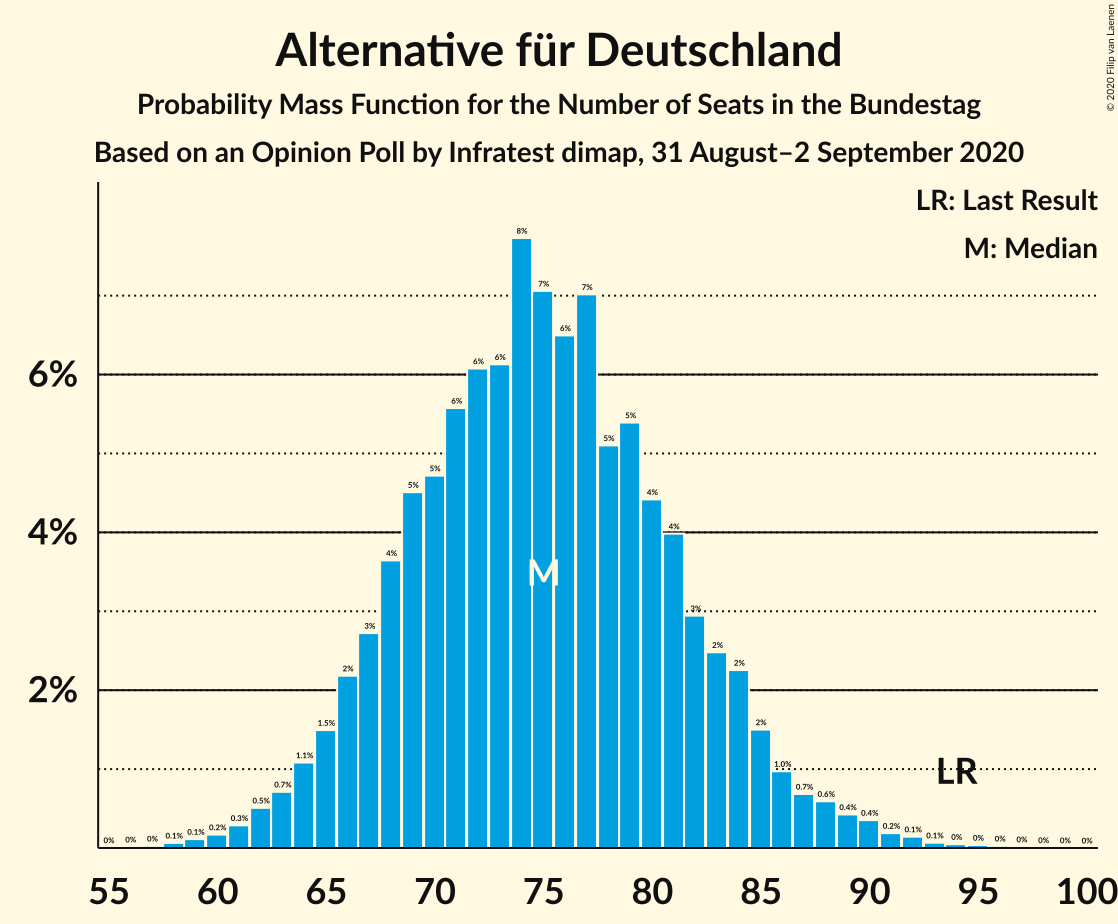 Alternative für Deutschland
Probability Mass Function for the Number of Seats in the Bundestag
Based on an Opinion Poll by Infratest dimap, 31 August–2 September 2020
© 2020 Filip van Laenen
LR: Last Result
M: Median
6%
4%
2%
0% 0% 0% 0.1% 0.1% 0.2% 0.3% 0.5% 0.7% 1.1% 1.5% 2% 3% 4% 5% 5% 6% 6% 6% 8% 7% 6% 7% 5% 5% 4% 4% 3% 2% 2% 2% 1.0% 0.7% 0.6% 0.4% 0.4% 0.2% 0.1% 0.1% 0% 0% 0% 0% 0% 0% 0%
M
LR
55 60 65 70 75 80 85 90 95 100